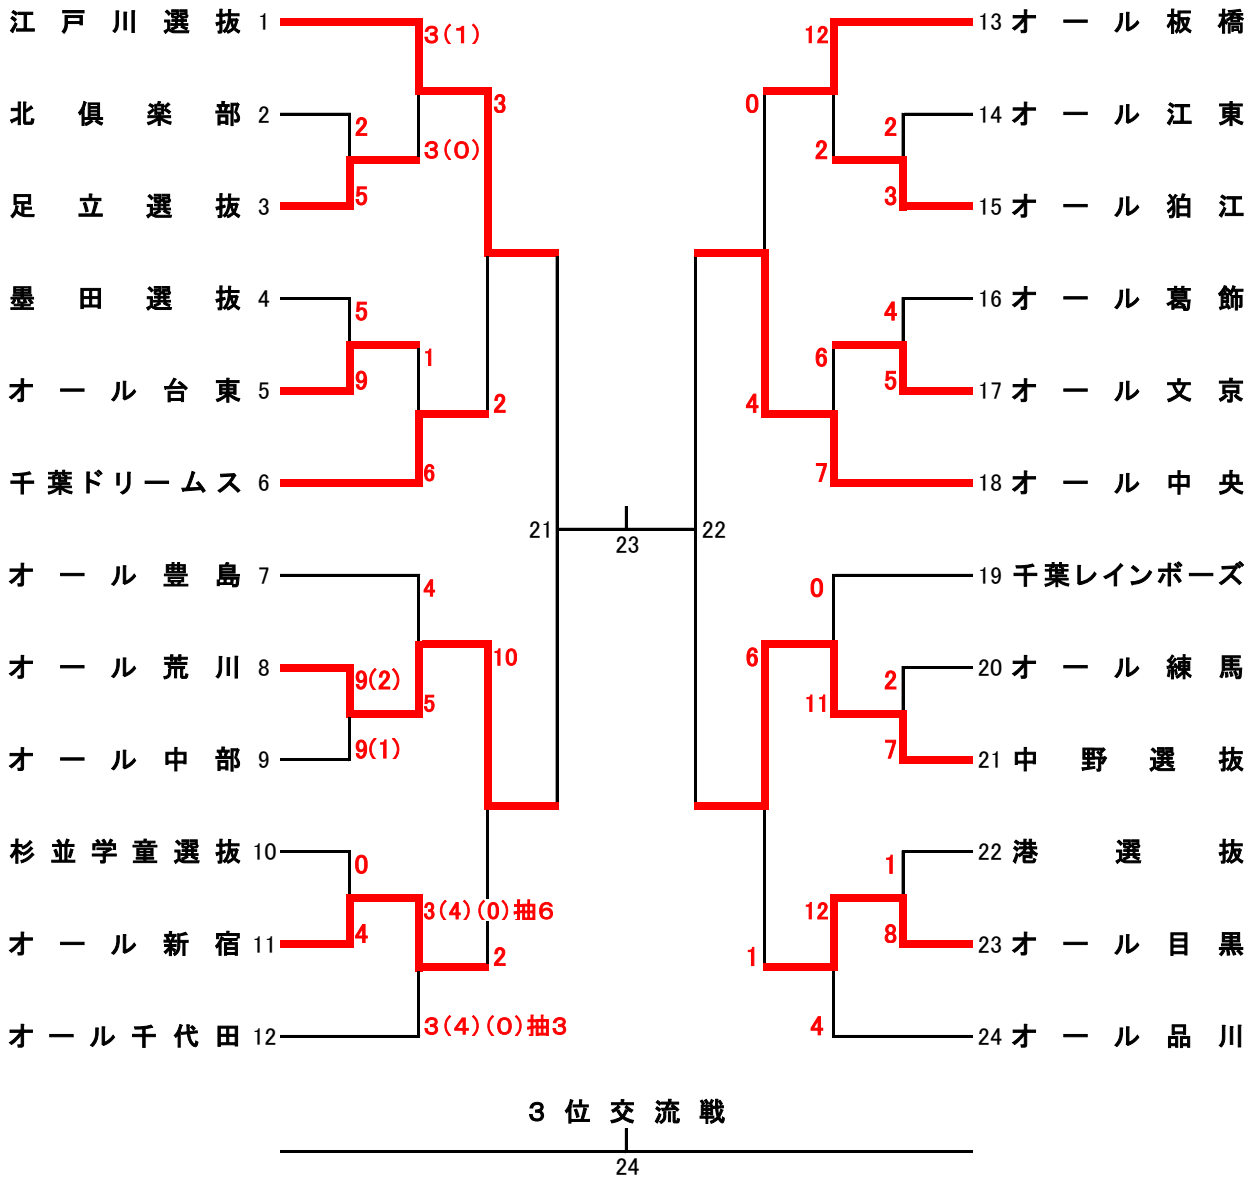 江戸川選抜 1 3(1) 12 13 オール板橋
3
0
北倶楽部 2 2 2 14 オール江東
3(0) 2
足立選抜 3 5 3 15 オール狛江
墨田選抜 4 5 4 16 オール葛飾
1 6
オール台東 5 9 5 17 オール文京
2 4
千葉ドリームス 6 6 7 18 オール中央
21 23 22
オール豊島 7 4 0 19 千葉レインボーズ
10 6
オール荒川 8 9(2) 2 20 オール練馬
5 11
オール中部 9 9(1) 7 21 中野選抜
杉並学童選抜 10 0 1 22 港選抜
3(4)(0)抽6 12
オール新宿 11 4 8 23 オール目黒
2 1
オール千代田 12 3(4)(0)抽3 4 24 オール品川
3位交流戦
24